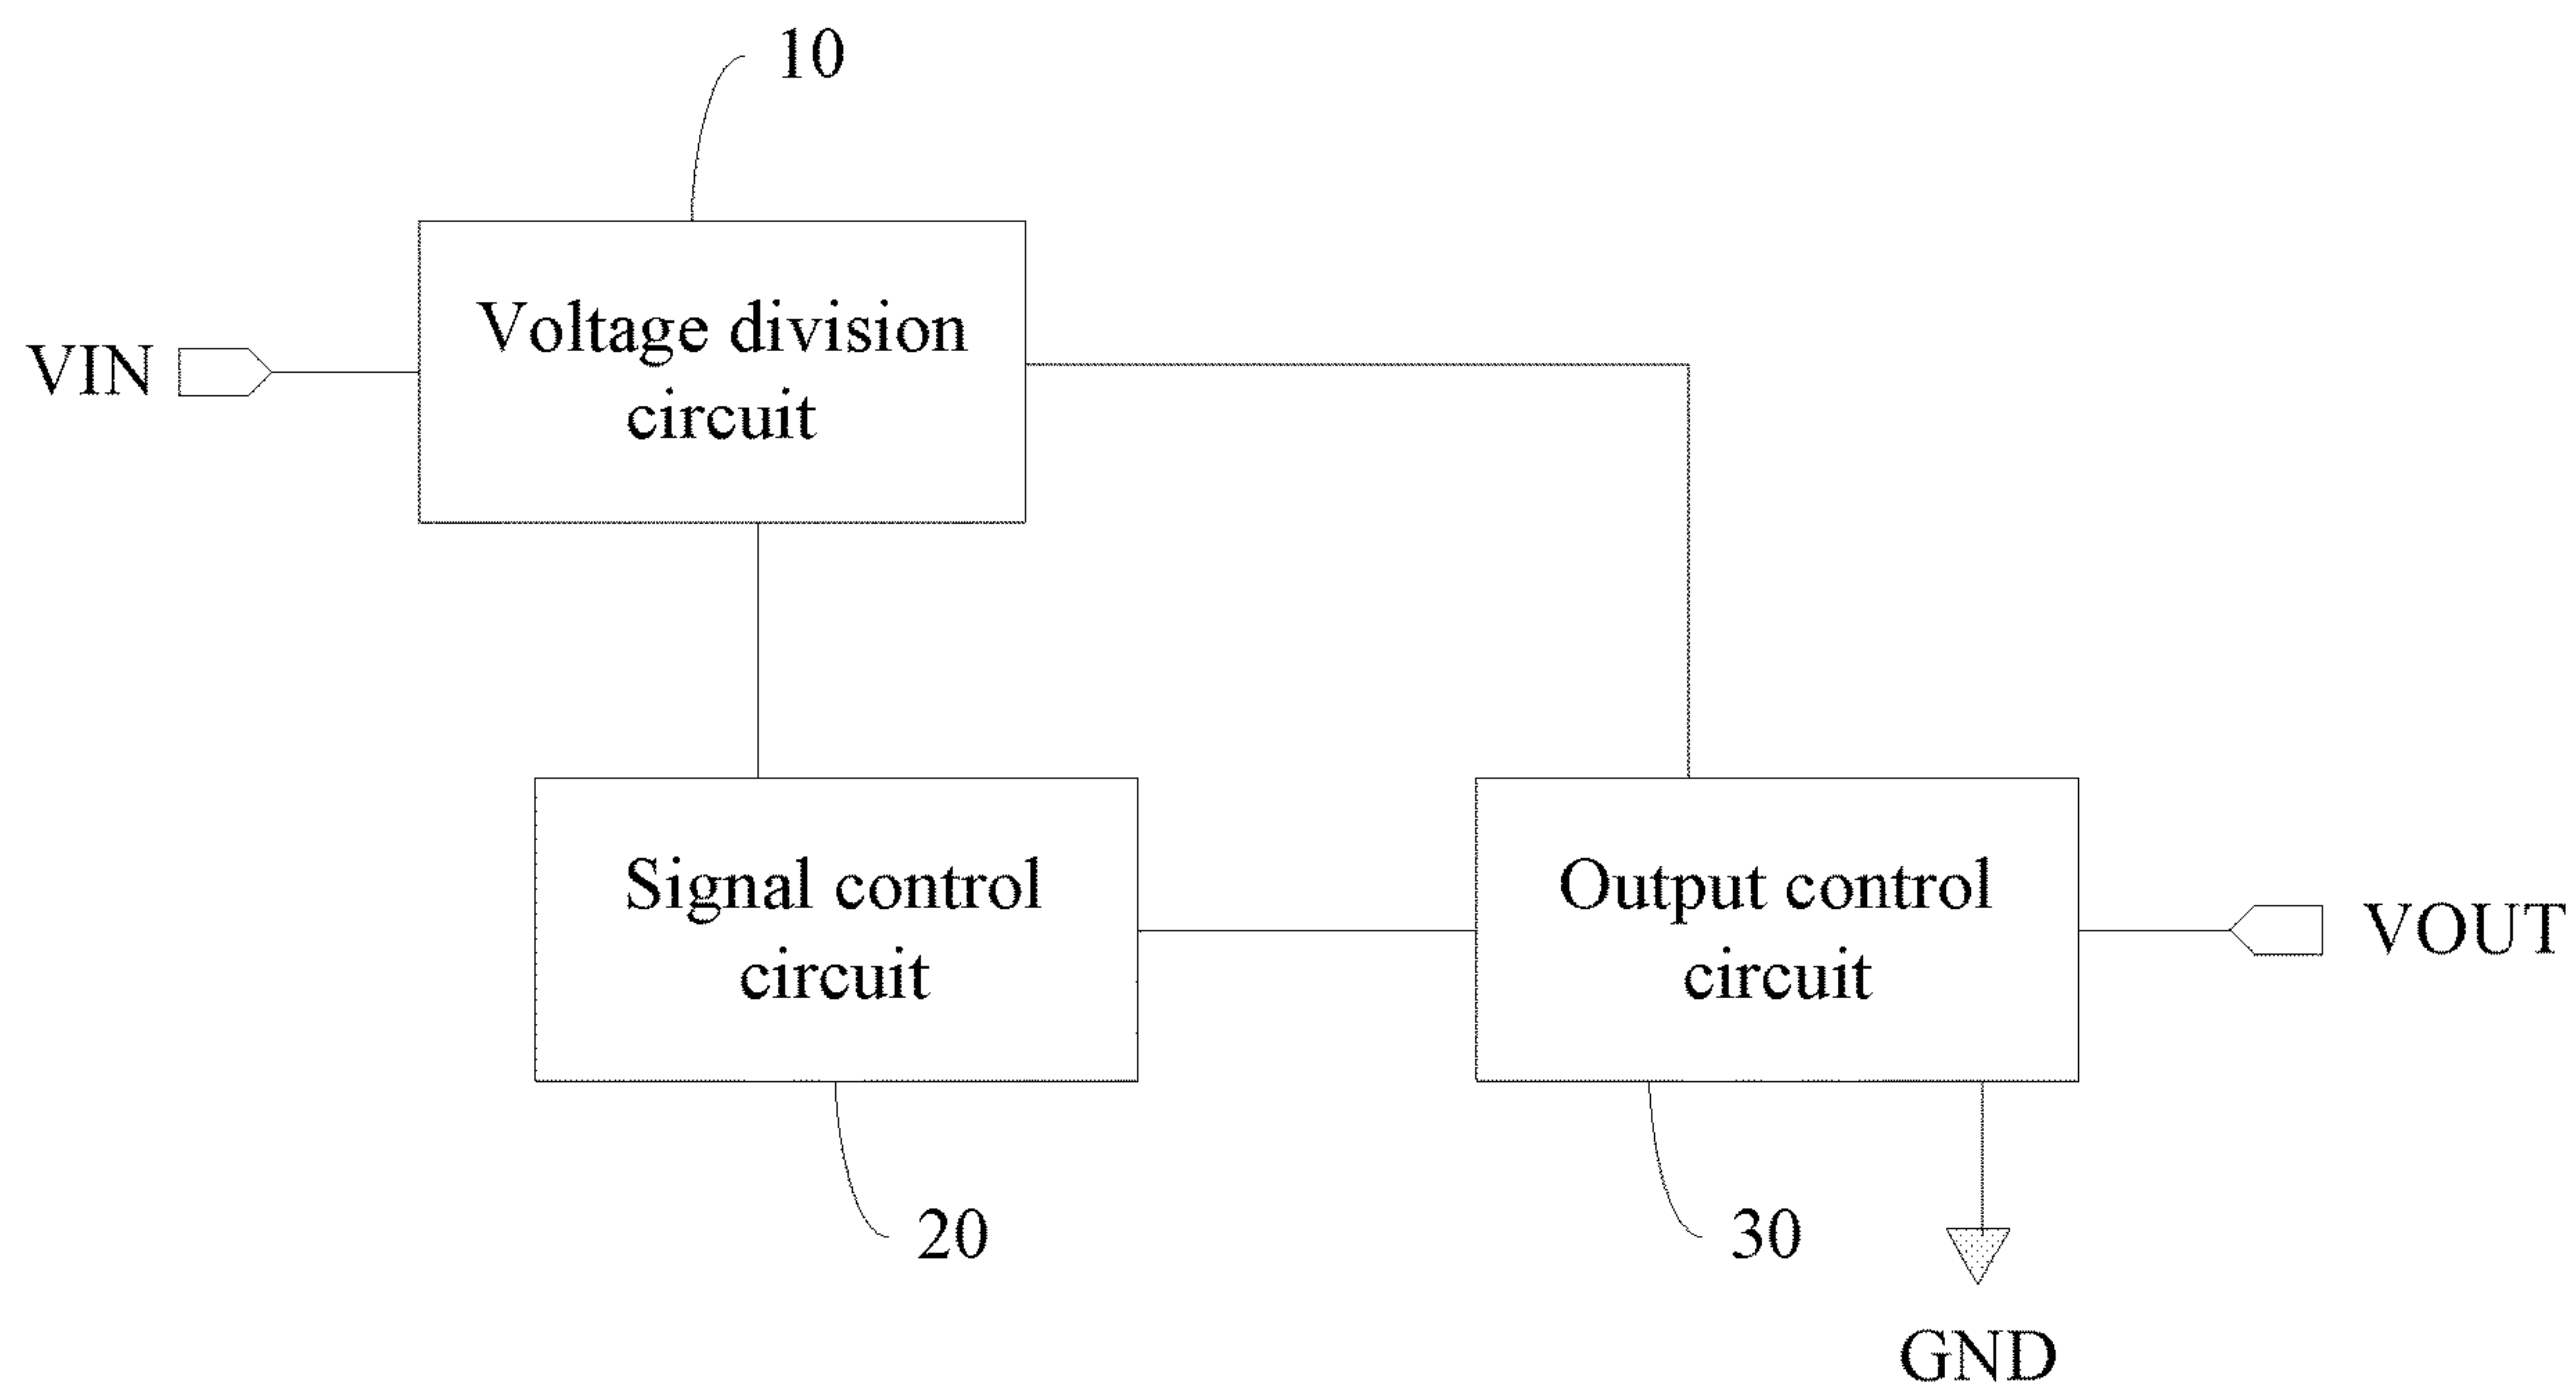 10
VIN
Voltage division
circuit
Signal control
circuit
Output control
circuit
VOUT
20
30
GND